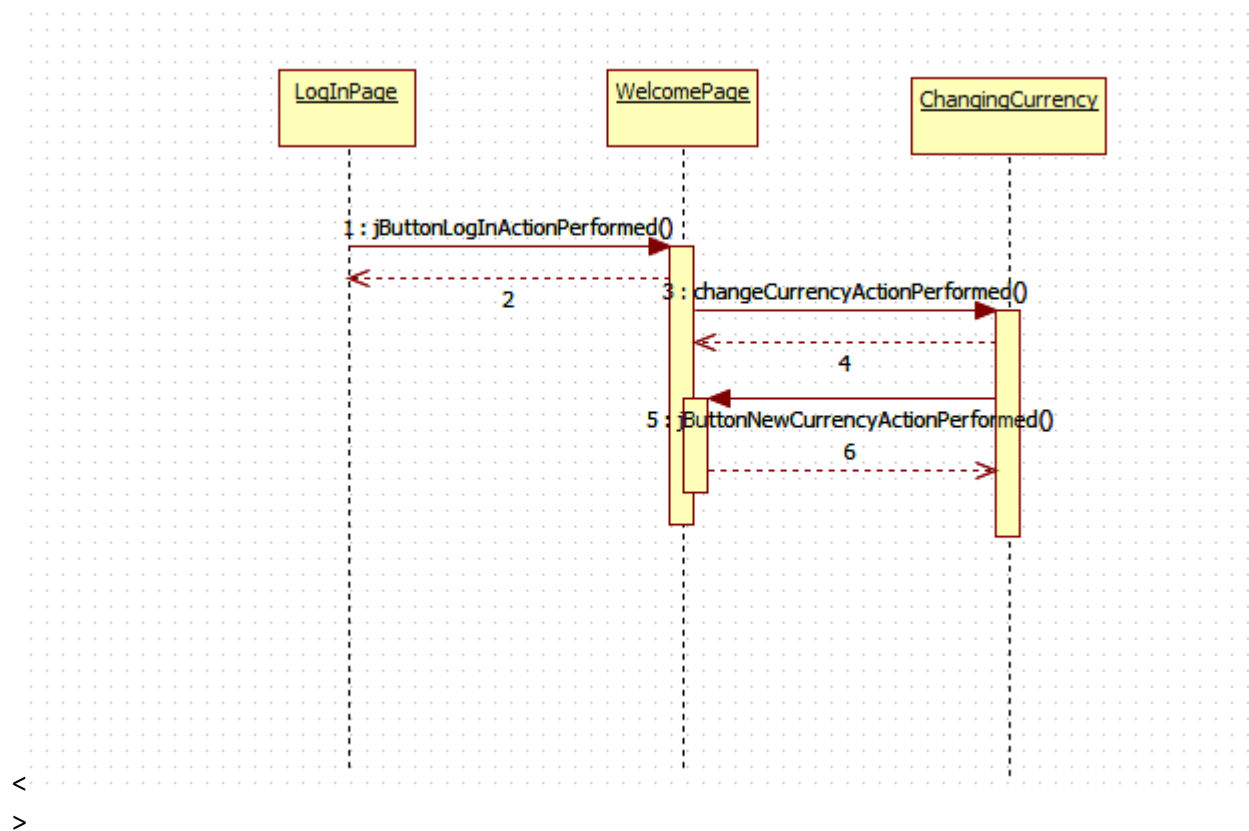 LogInPage
WelcomePage
ChangingCurrency
1 : jButtonLogInActionPerformed()
2
3 : changeCurrencyActionPerformed()
4
5 : jButtonNewCurrencyActionPerformed()
6
<
>